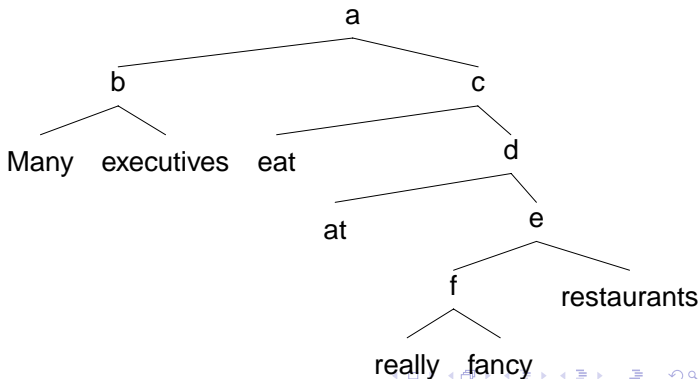 a
b c
Many executives eat d
at e
f restaurants
really fancy